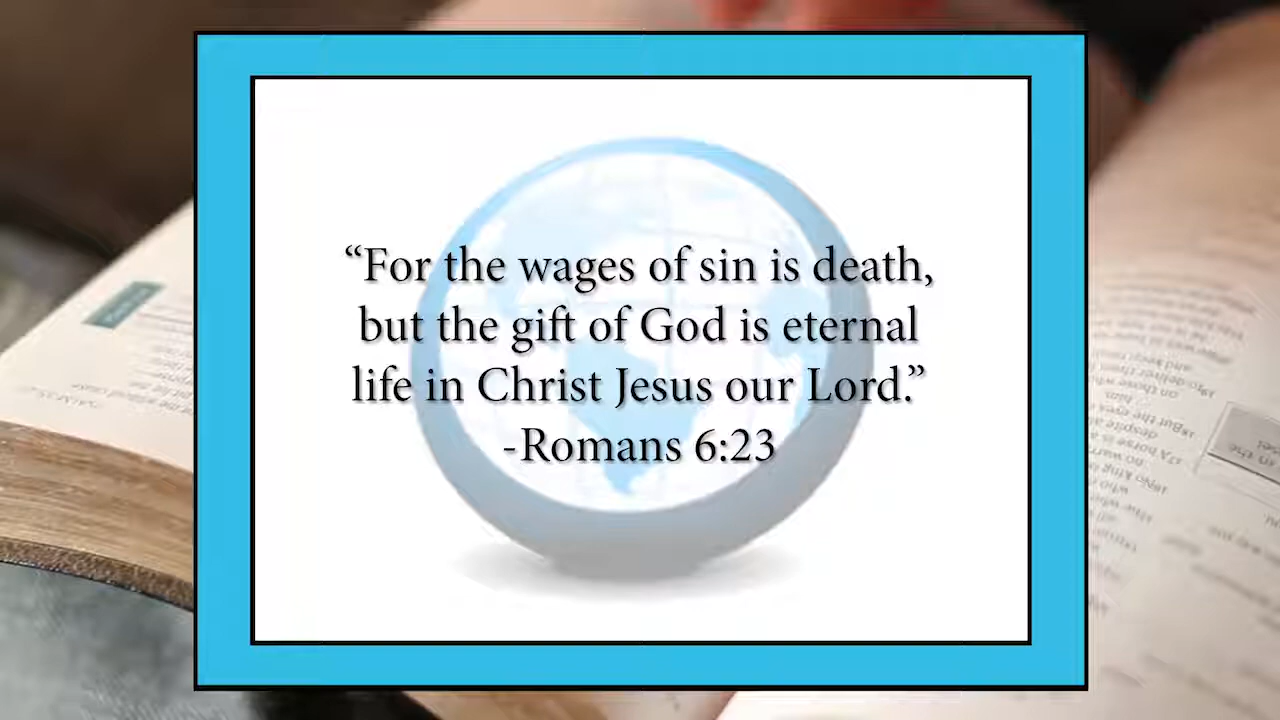 “For the wages of sin is death,
but the gift of God is eternal
life in Christ Jesus our Lord.”
-Romans 6:23